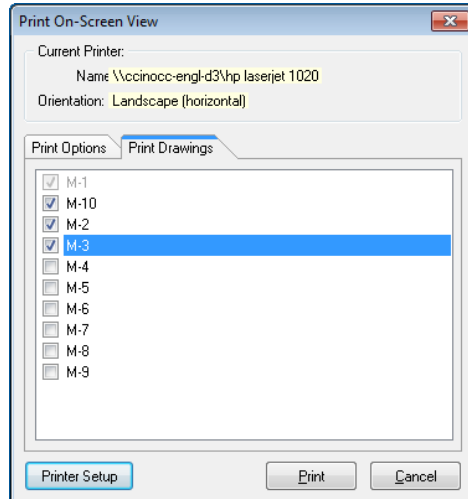 Print On-Screen View
Current Printer:
Name \\ccinocc-engl-d3\hp laserjet 1020
Orientation: Landscape (horizontal)
Print Options Print Drawings
M-1
M-10
M-2
M-3
M-4
M-5
M-6
M-7
M-8
M-9
Printer Setup Print Cancel